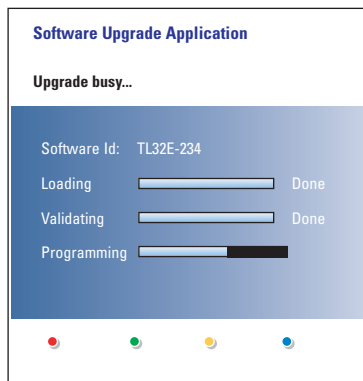 Software Upgrade Application
Upgrade busy...
Software Id: TL32E-234
Loading Done
Validating Done
Programming